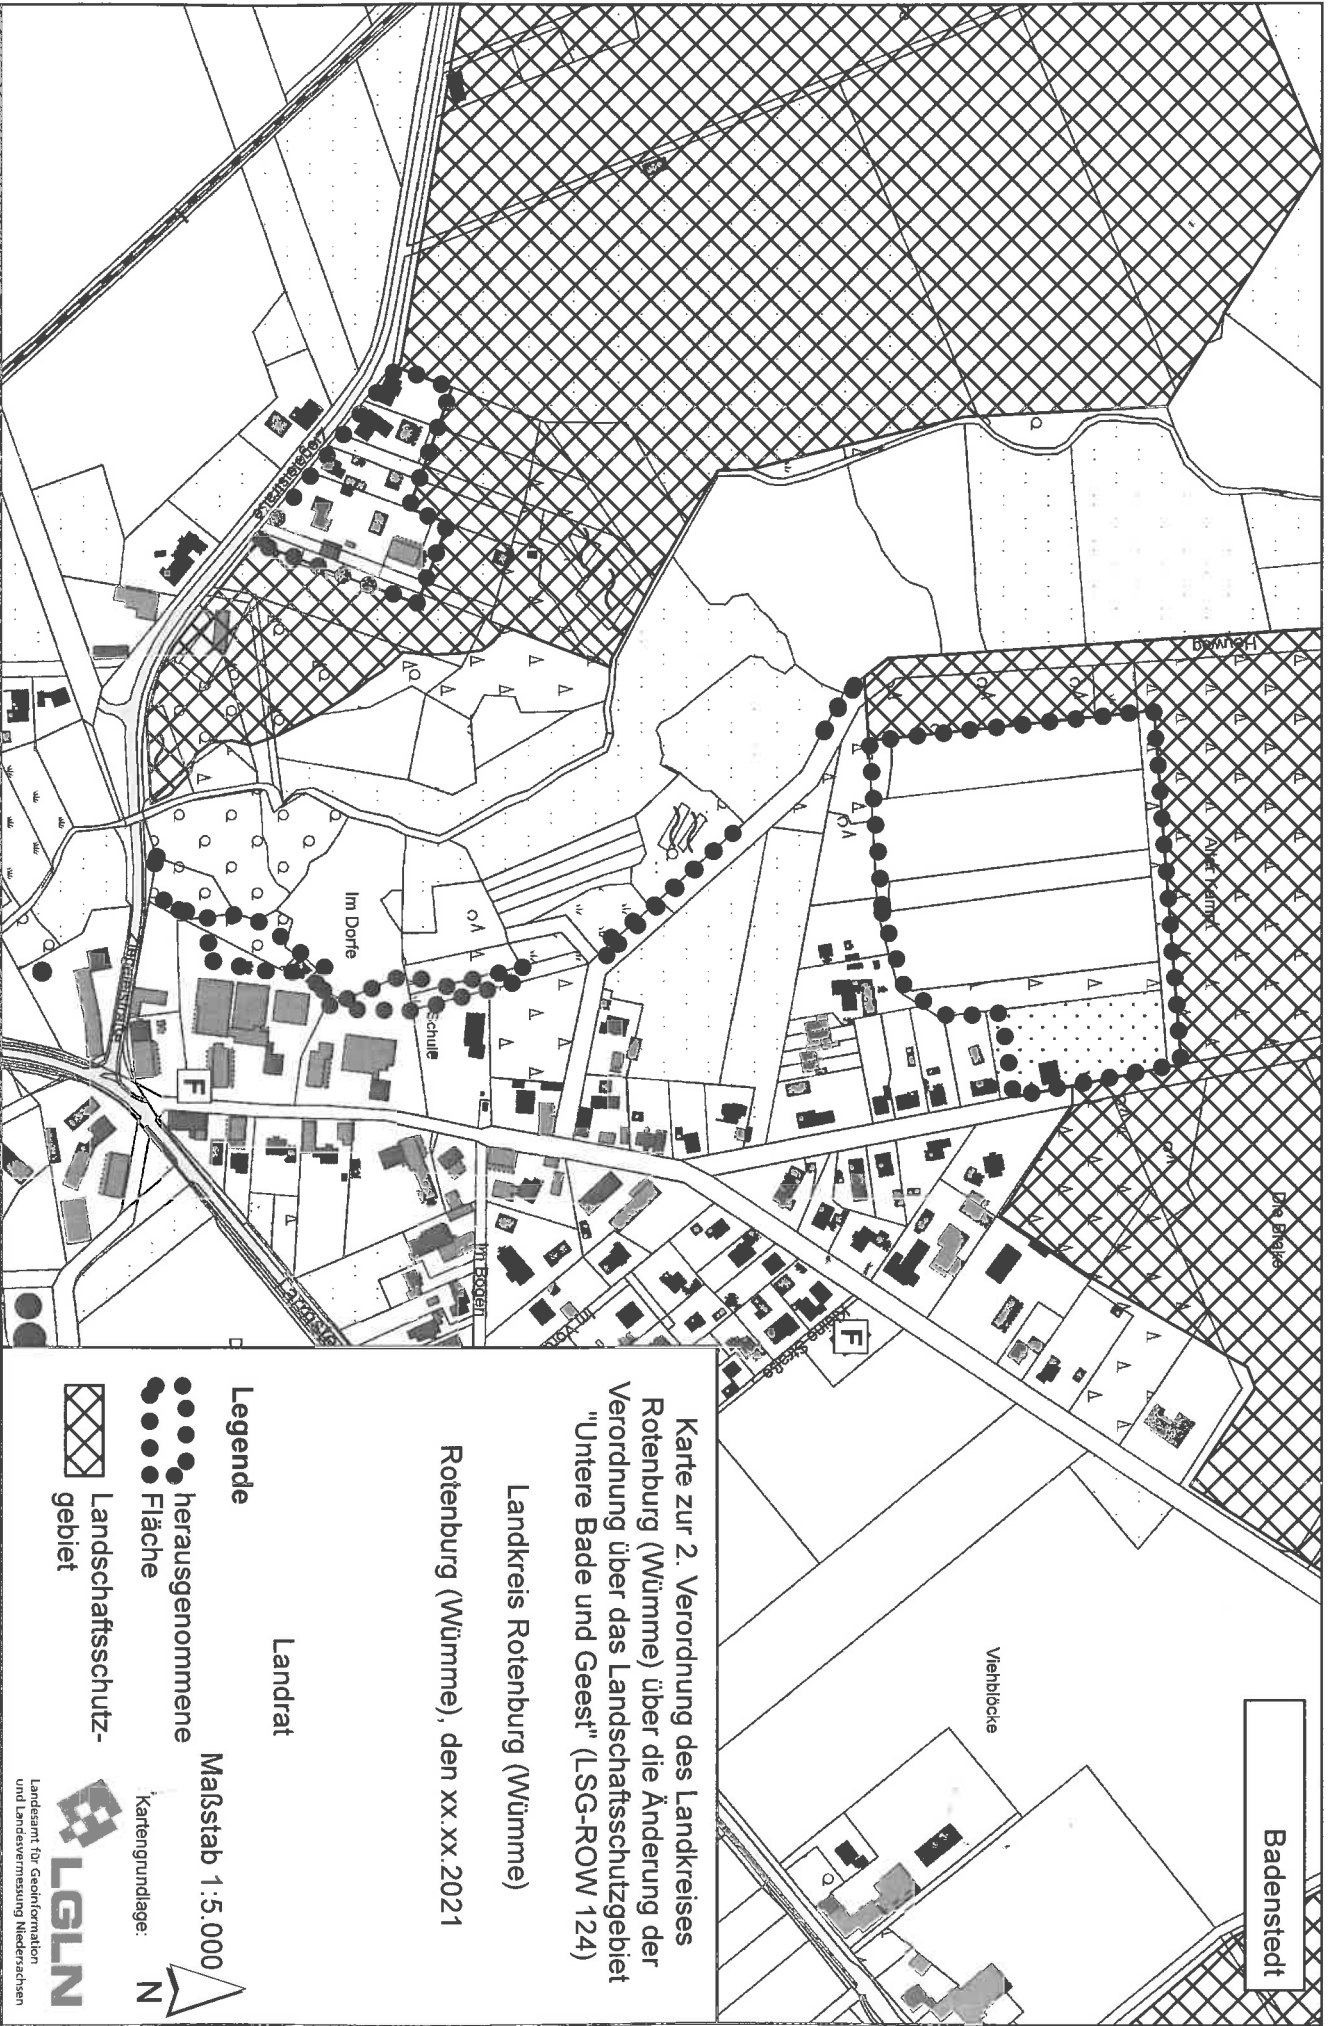 Badenstedt
Heuweg
Alter Kamp
Die Brake
Viehblöcke
Im Dorfe
Schule
F
F
Im Bogen
Kleine Straße
Karte zur 2. Verordnung des Landkreises
Rotenburg (Wümme) über die Änderung der
Verordnung über das Landschaftsschutzgebiet
"Untere Bade und Geest" (LSG-ROW 124)
Landkreis Rotenburg (Wümme)
Rotenburg (Wümme), den xx.xx.2021
Landrat
Legende
herausgenommene
Fläche
Landschaftsschutz-
gebiet
Maßstab 1:5.000
Kartengrundlage:
N
LGLN
Landesamt für Geoinformation
und Landesvermessung Niedersachsen